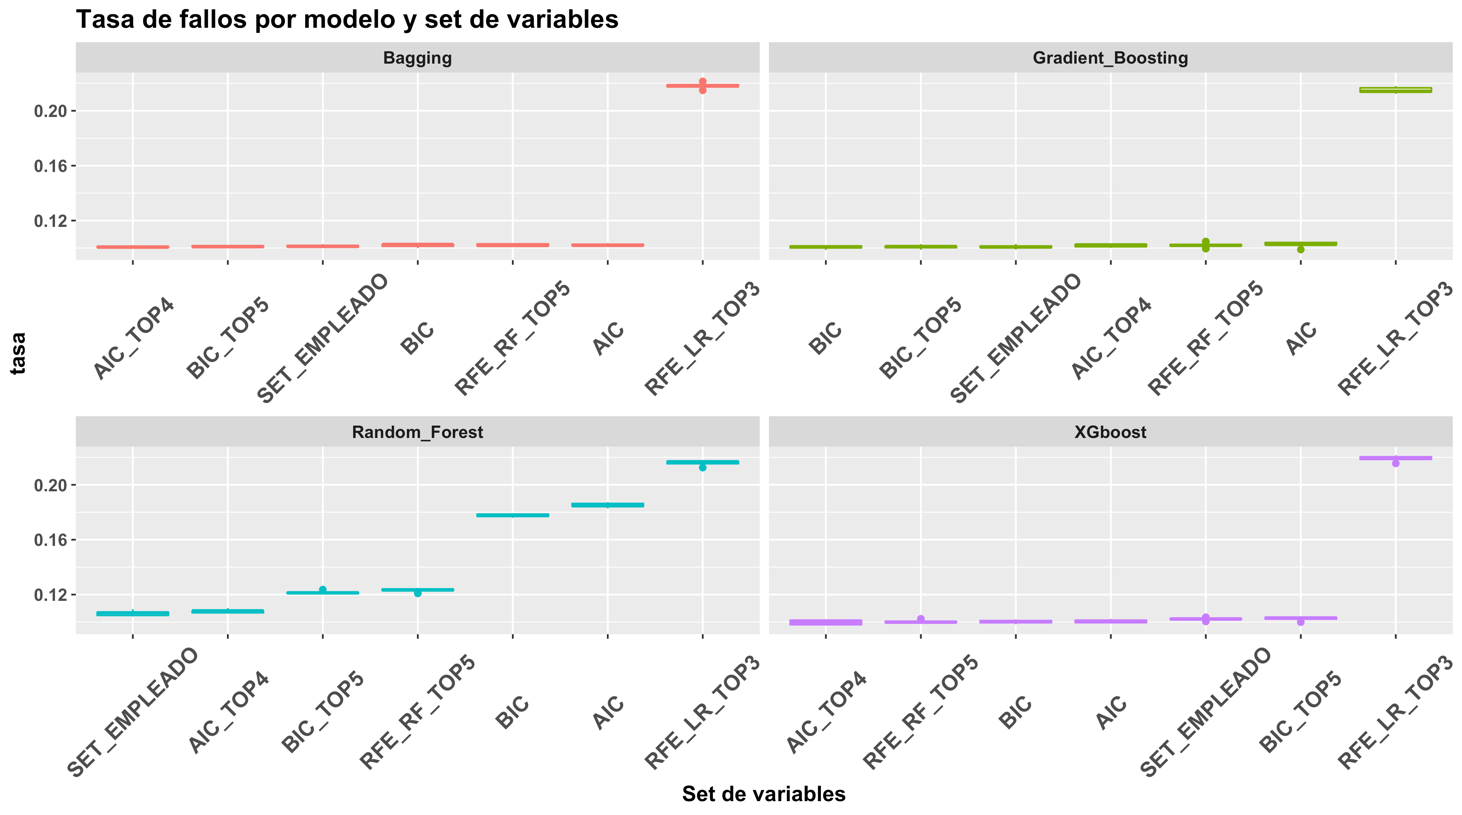 Tasa de fallos por modelo y set de variables
Bagging
Gradient_Boosting
0.20
0.16
0.12
AIC_TOP4
BIC_TOP5
SET_EMPLEADO
BIC
RFE_RF_TOP5
AIC
RFE_LR_TOP3
BIC
BIC_TOP5
SET_EMPLEADO
AIC_TOP4
RFE_RF_TOP5
AIC
RFE_LR_TOP3
tasa
Random_Forest
XGboost
0.20
0.16
0.12
SET_EMPLEADO
AIC_TOP4
BIC_TOP5
RFE_RF_TOP5
BIC
AIC
RFE_LR_TOP3
AIC_TOP4
RFE_RF_TOP5
BIC
AIC
SET_EMPLEADO
BIC_TOP5
RFE_LR_TOP3
Set de variables